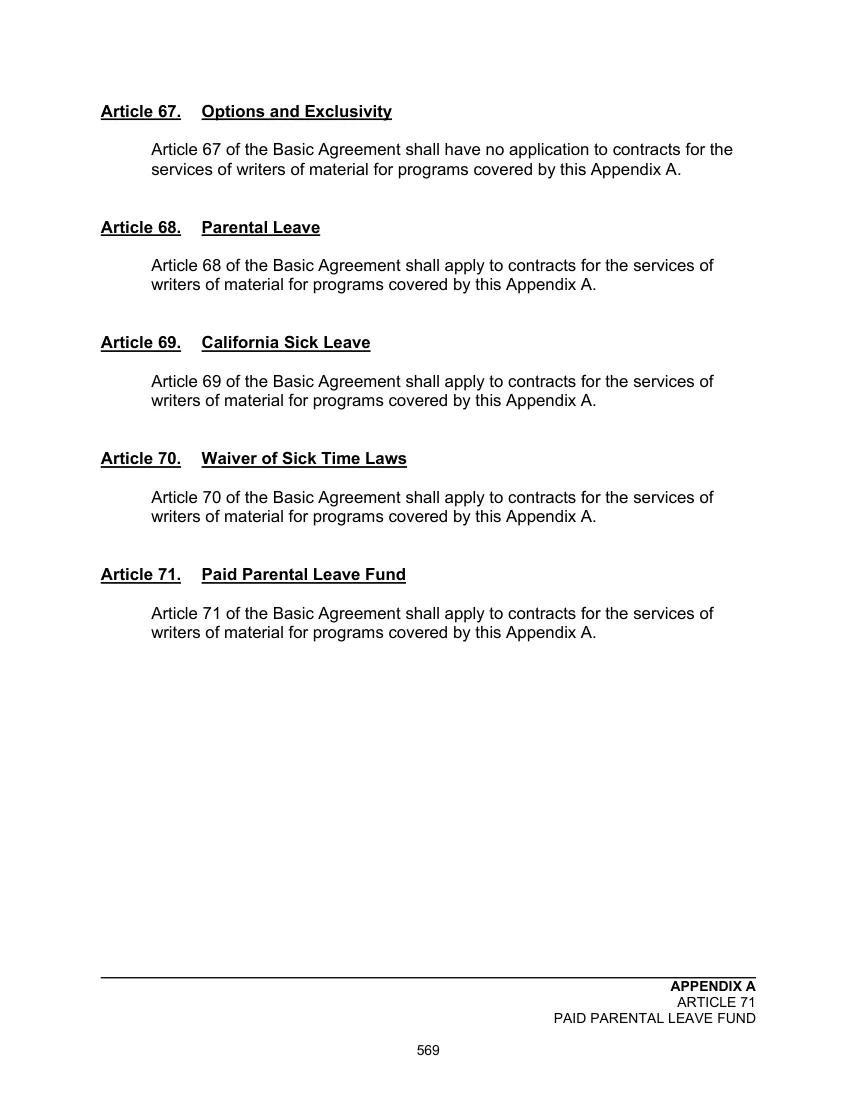 Article 67. Options and Exclusivity
Article 67 of the Basic Agreement shall have no application to contracts for the
services of writers of material for programs covered by this Appendix A.
Article 68. Parental Leave
Article 68 of the Basic Agreement shall apply to contracts for the services of
writers of material for programs covered by this Appendix A.
Article 69. California Sick Leave
Article 69 of the Basic Agreement shall apply to contracts for the services of
writers of material for programs covered by this Appendix A.
Article 70. Waiver of Sick Time Laws
Article 70 of the Basic Agreement shall apply to contracts for the services of
writers of material for programs covered by this Appendix A.
Article 71. Paid Parental Leave Fund
Article 71 of the Basic Agreement shall apply to contracts for the services of
writers of material for programs covered by this Appendix A.
APPENDIX A
ARTICLE 71
PAID PARENTAL LEAVE FUND
569